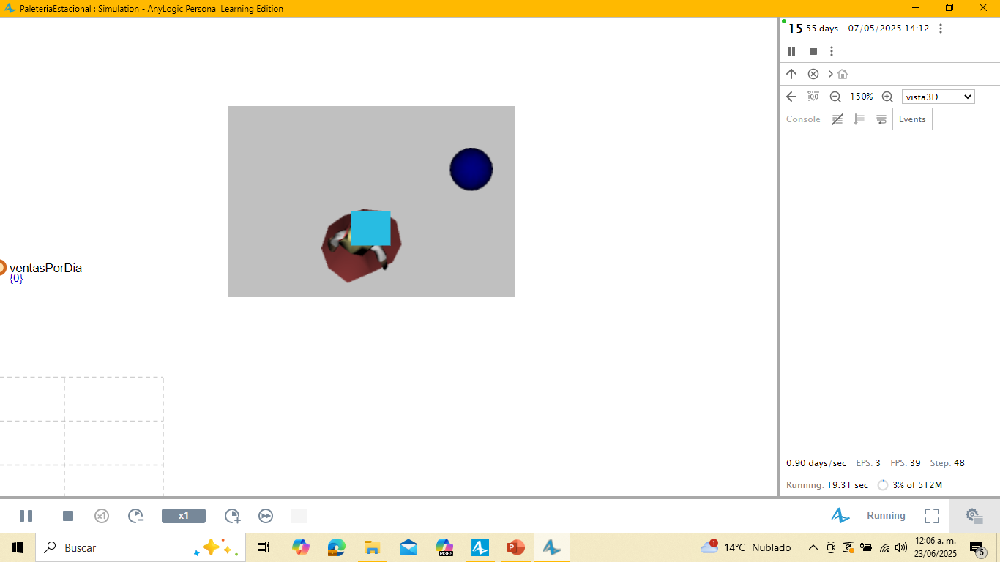 PaleteriaEstacional : Simulation - AnyLogic Personal Learning Edition
15.55 days 07/05/2025 14:12
150% vista3D
Console Events
ventasPorDia
{0}
0.90 days/sec EPS: 3 FPS: 39 Step: 48
Running: 19.31 sec 3% of 512M
x1 x1 Running
Buscar
M365
1
14°C Nublado
12:06 a. m.
23/06/2025
6